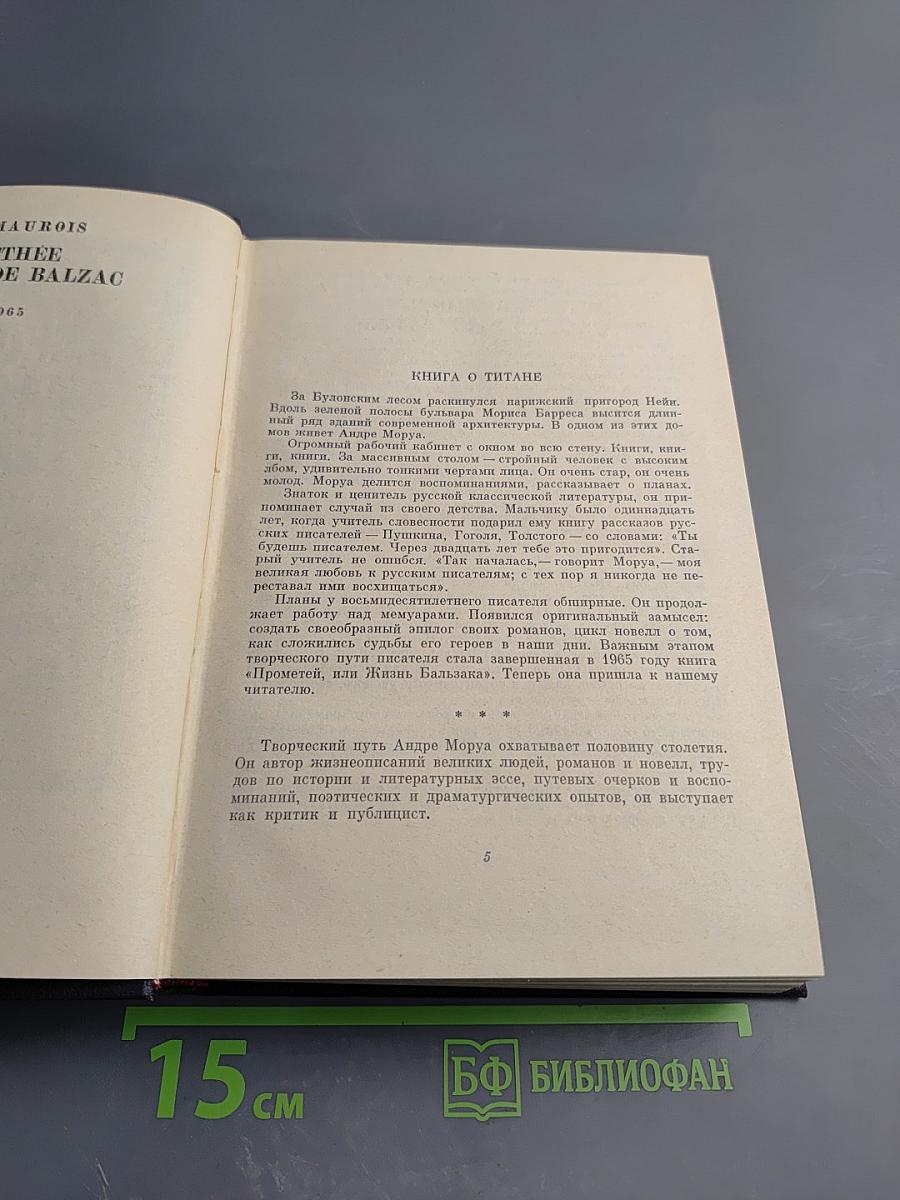 MAUROIS
THÉE
DE BALZAC
965
КНИГА О ТИТАНЕ
За Булонским лесом раскинулся парижский пригород Нейи.
Вдоль зеленой полосы бульвара Мориса Барреса высится длин-
ный ряд зданий современной архитектуры. В одном из этих до-
мов живет Андре Моруа.
Огромный рабочий кабинет с окном во всю стену. Книги, кни-
ги, книги. За массивным столом — стройный человек с высоким
лбом, удивительно тонкими чертами лица. Он очень стар, он очень
молод. Моруа делится воспоминаниями, рассказывает о планах.
Знаток и ценитель русской классической литературы, он при-
поминает случай из своего детства. Мальчику было одиннадцать
лет, когда учитель словесности подарил ему книгу рассказов рус-
ских писателей — Пушкина, Гоголя, Толстого — со словами: «Ты
будешь писателем. Через двадцать лет тебе это пригодится». Ста-
рый учитель не ошибся. «Так началась,— говорит Моруа,— моя
великая любовь к русским писателям; с тех пор я никогда не пе-
реставал ими восхищаться».
Планы у восьмидесятилетнего писателя обширные. Он продол-
жает работу над мемуарами. Появился оригинальный замысел:
создать своеобразный эпилог своих романов, цикл новелл о том,
как сложились судьбы его героев в наши дни. Важным этапом
творческого пути писателя стала завершенная в 1965 году книга
«Прометей, или Жизнь Бальзака». Теперь она пришла к нашему
читателю.
* * *
Творческий путь Андре Моруа охватывает половину столетия.
Он автор жизнеописаний великих людей, романов и новелл, тру-
дов по истории и литературных эссе, путевых очерков и воспо-
минаний, поэтических и драматургических опытов, он выступает
как критик и публицист.
5
15 см
БФ БИБЛИОФАН